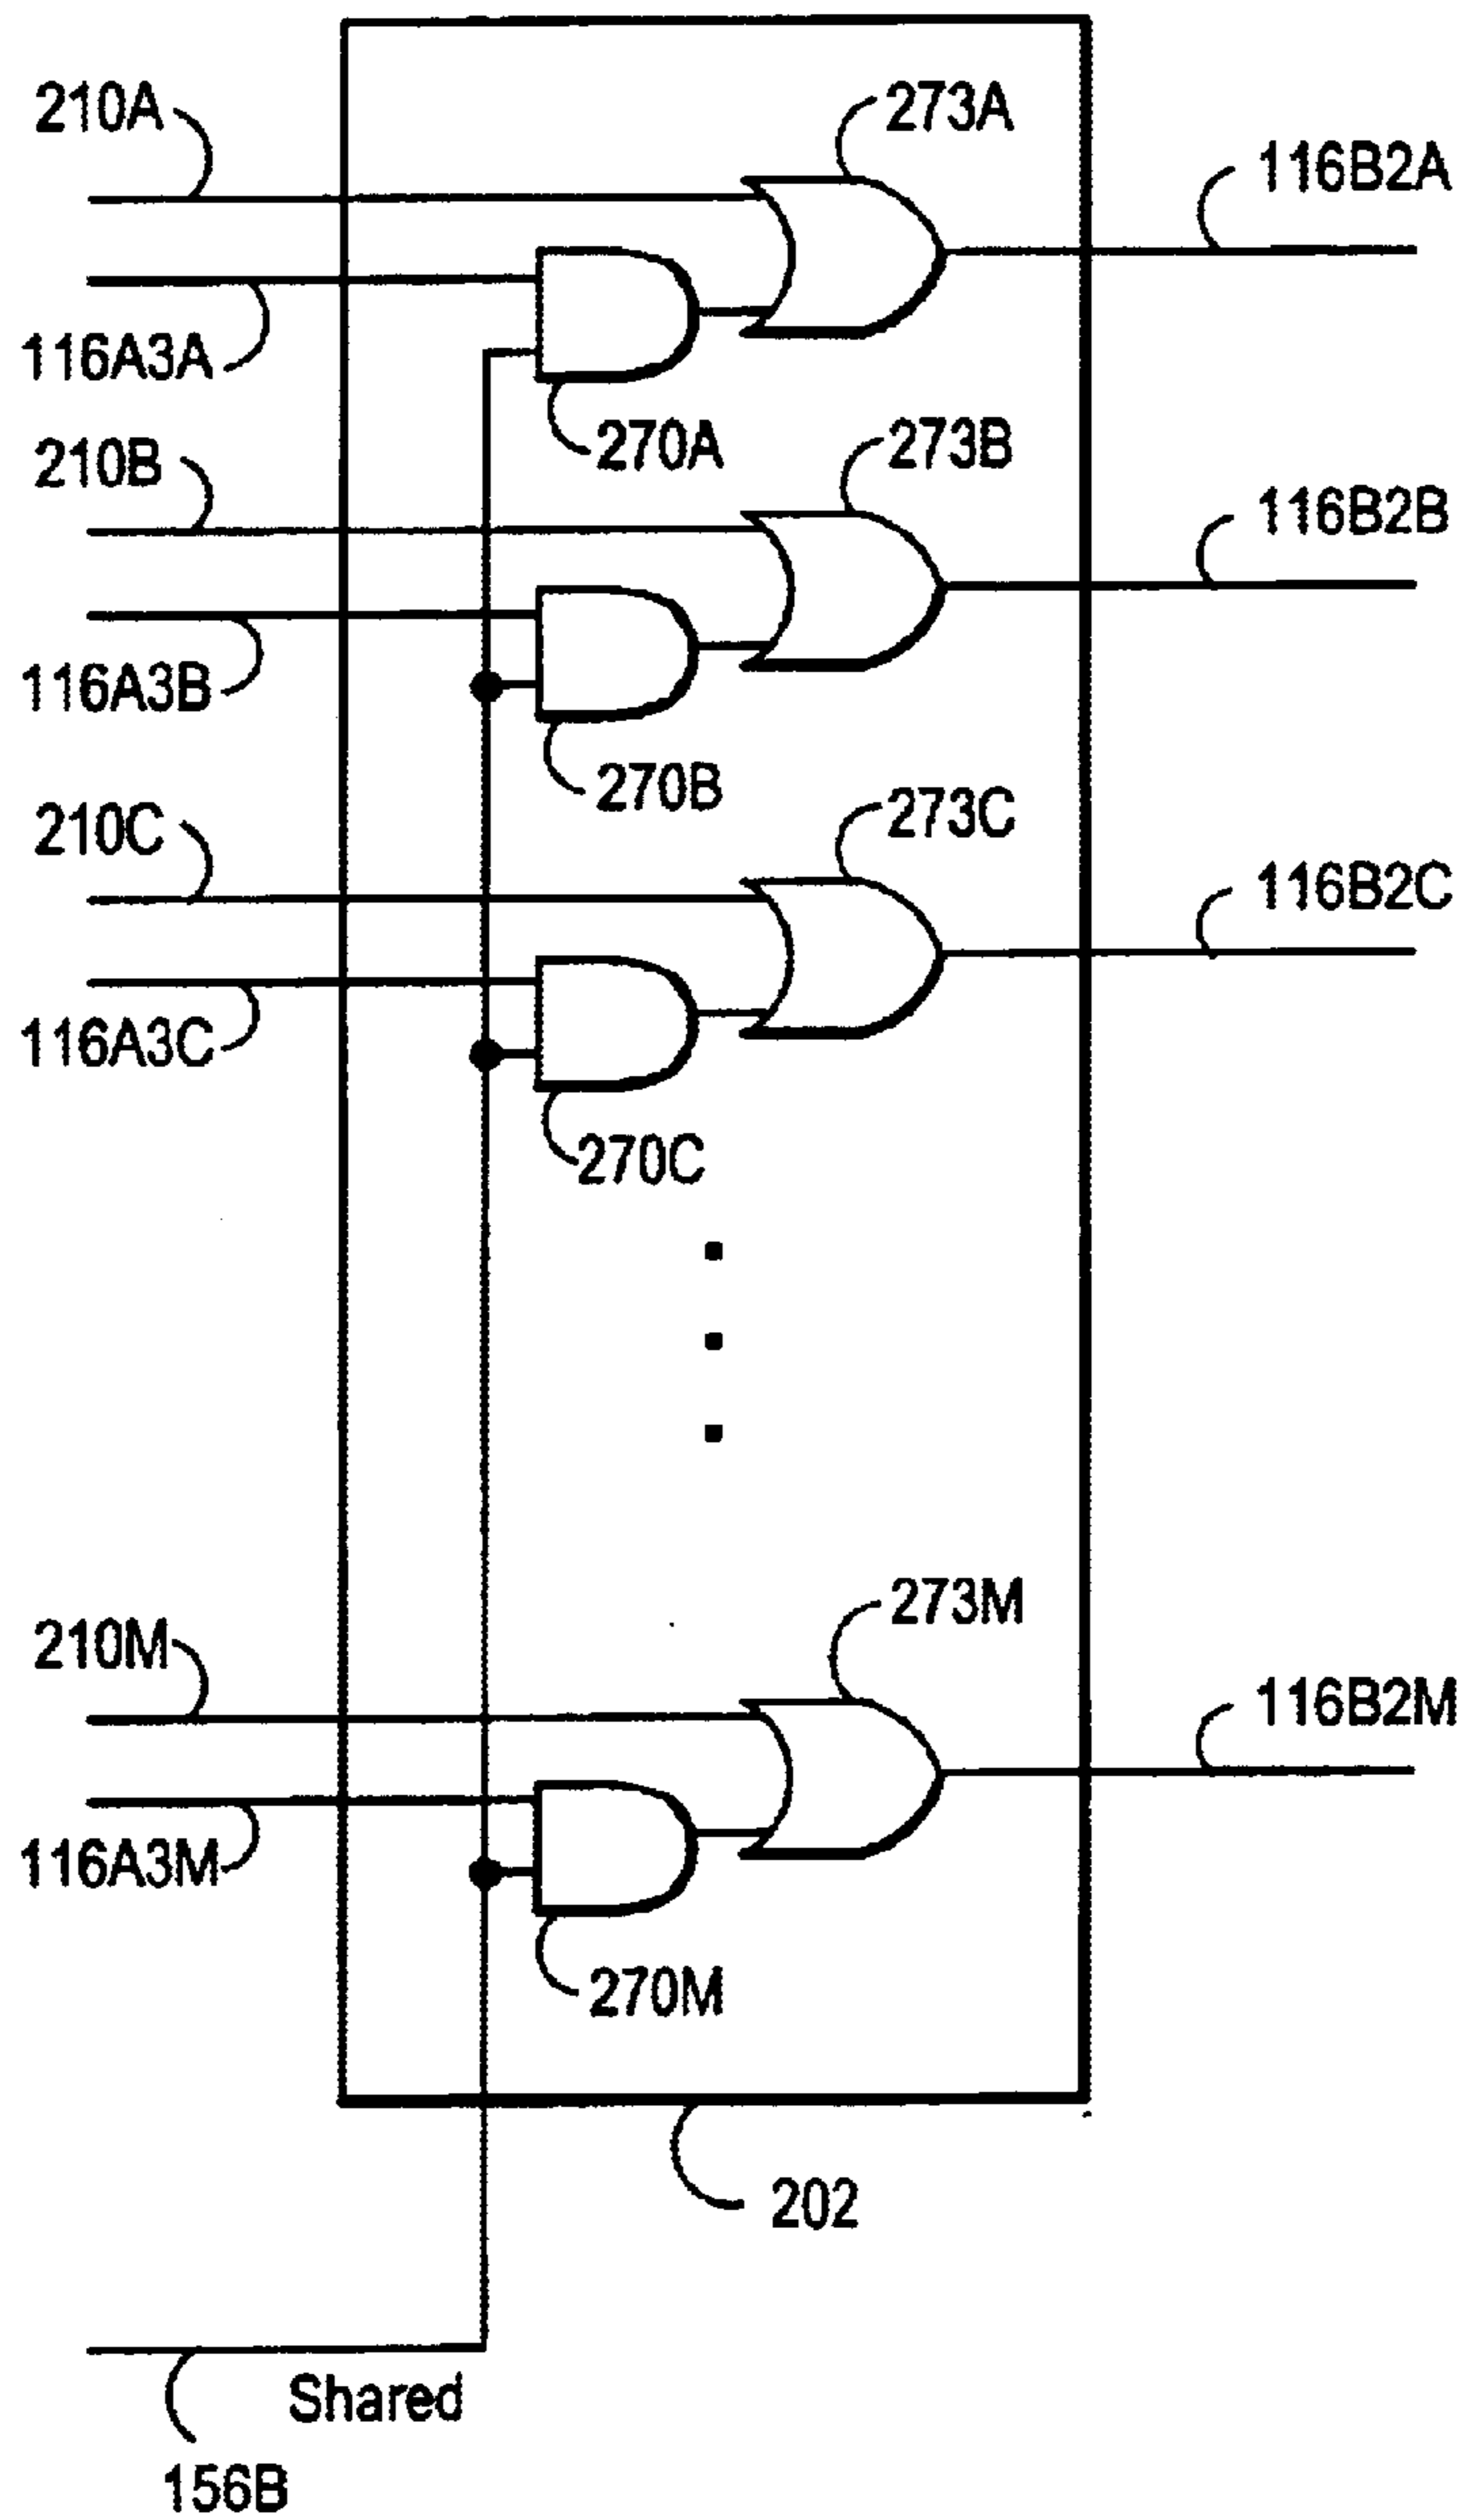 210A
273A
116B2A
116A3A
270A
273B
210B
116B2B
116A3B
270B
273C
210C
116B2C
116A3C
270C
273M
210M
116B2M
116A3M
270M
202
Shared
156B